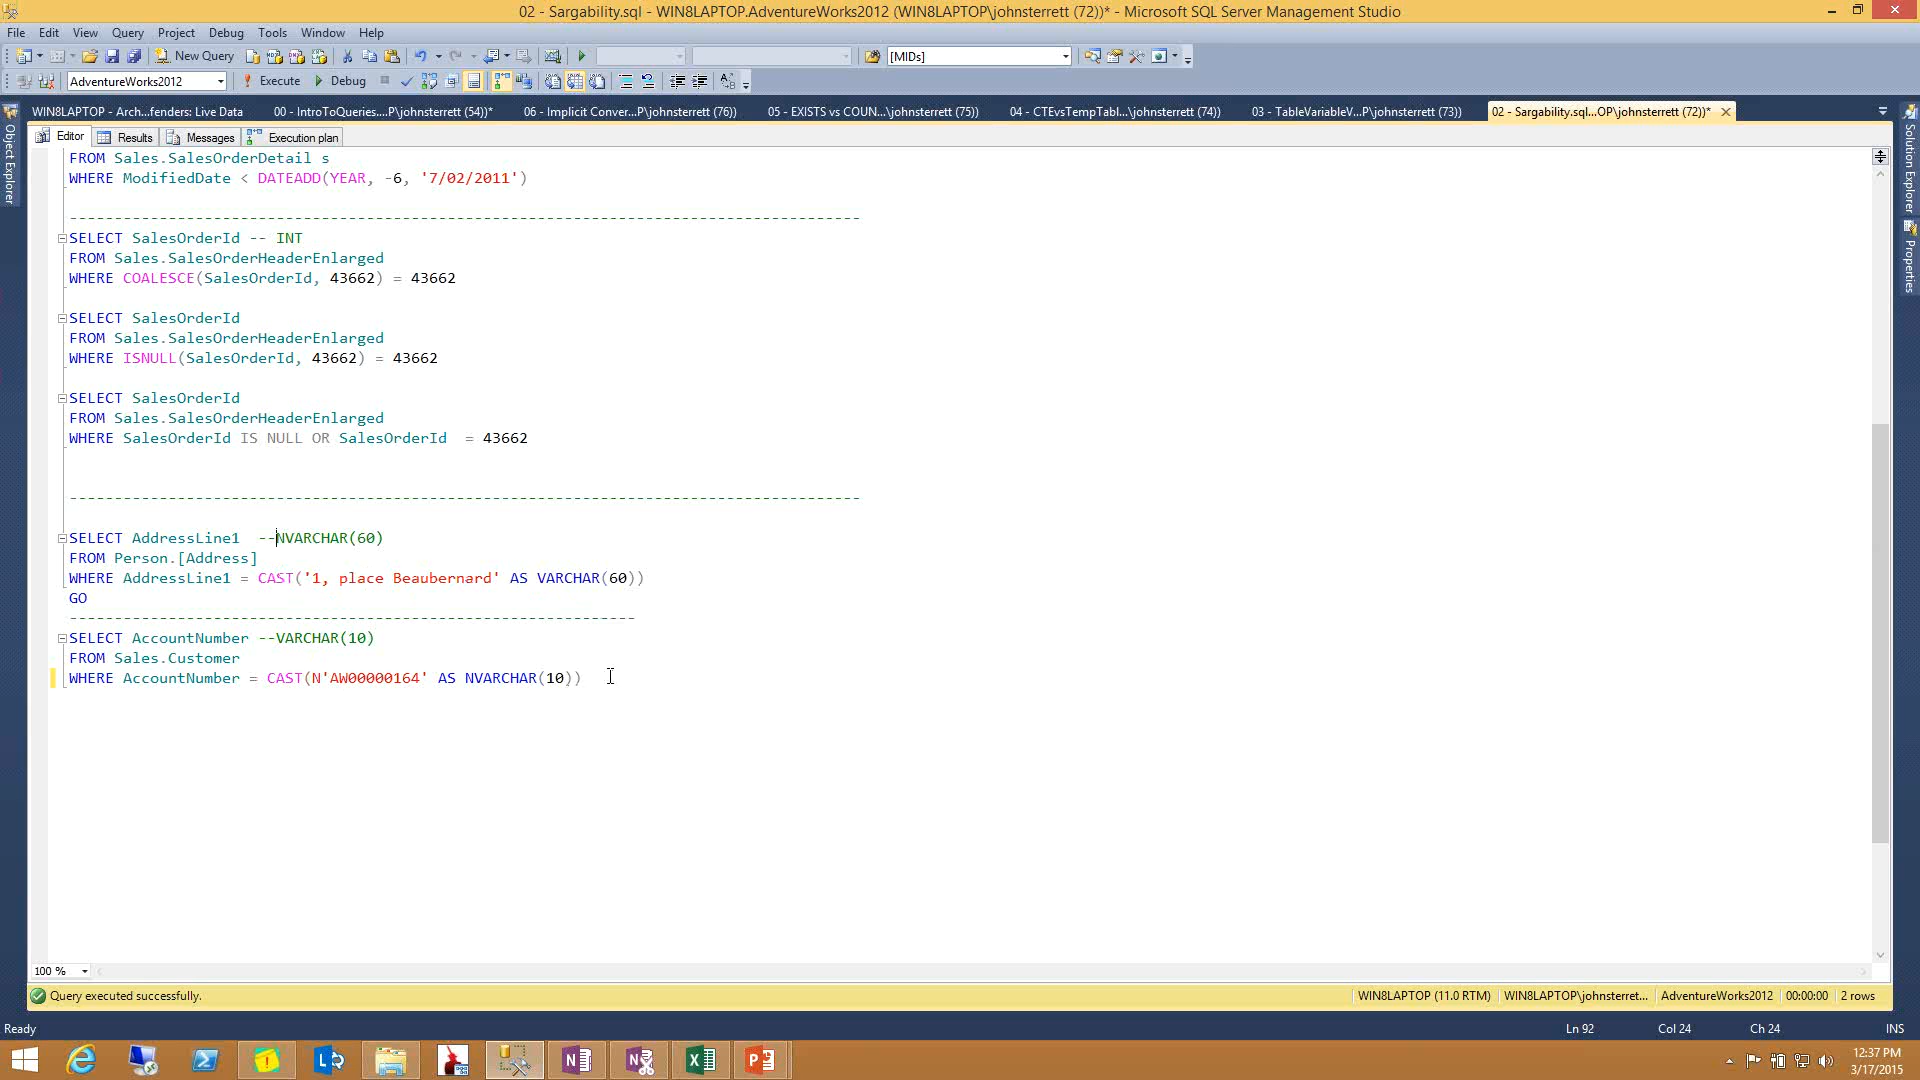 02 - Sargability.sql - WIN8LAPTOP.AdventureWorks2012 (WIN8LAPTOP\johnsterrett (72))* - Microsoft SQL Server Management Studio
File Edit View Query Project Debug Tools Window Help
New Query [MIDs]
AdventureWorks2012 Execute Debug
WIN8LAPTOP - Arch...fenders: Live Data 00 - IntroToQueries....P\johnsterrett (54))* 06 - Implicit Conver...P\johnsterrett (76)) 05 - EXISTS vs COUN...\johnsterrett (75)) 04 - CTEvsTempTabl...\johnsterrett (74)) 03 - TableVariableV...P\johnsterrett (73)) 02 - Sargability.sql...OP\johnsterrett (72))*
Object Explorer
Solution Explorer
Properties
Editor Results Messages Execution plan
FROM Sales.SalesOrderDetail s
WHERE ModifiedDate < DATEADD(YEAR, -6, '7/02/2011')
----------------------------------------------------------------------------------------
SELECT SalesOrderId -- INT
FROM Sales.SalesOrderHeaderEnlarged
WHERE COALESCE(SalesOrderId, 43662) = 43662
SELECT SalesOrderId
FROM Sales.SalesOrderHeaderEnlarged
WHERE ISNULL(SalesOrderId, 43662) = 43662
SELECT SalesOrderId
FROM Sales.SalesOrderHeaderEnlarged
WHERE SalesOrderId IS NULL OR SalesOrderId  = 43662
----------------------------------------------------------------------------------------
SELECT AddressLine1  --NVARCHAR(60)
FROM Person.[Address]
WHERE AddressLine1 = CAST('1, place Beaubernard' AS VARCHAR(60))
GO
---------------------------------------------------------------
SELECT AccountNumber --VARCHAR(10)
FROM Sales.Customer
WHERE AccountNumber = CAST(N'AW00000164' AS NVARCHAR(10))
100 %
Query executed successfully. WIN8LAPTOP (11.0 RTM) WIN8LAPTOP\johnsterret... AdventureWorks2012 00:00:00 2 rows
Ready Ln 92 Col 24 Ch 24 INS
12:37 PM
3/17/2015